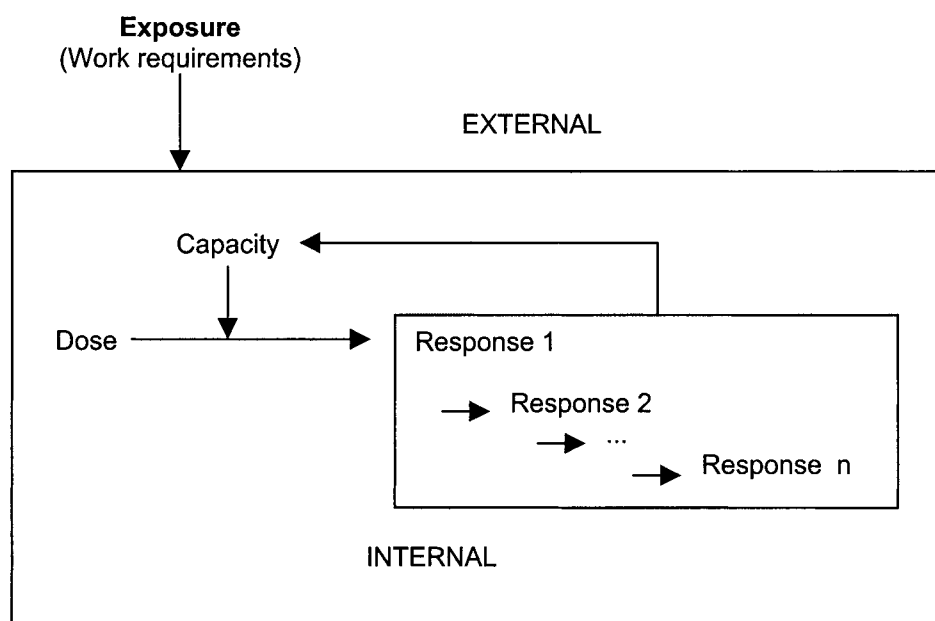 Exposure
(Work requirements)
EXTERNAL
Capacity
Dose
Response 1
Response 2
...
Response n
INTERNAL